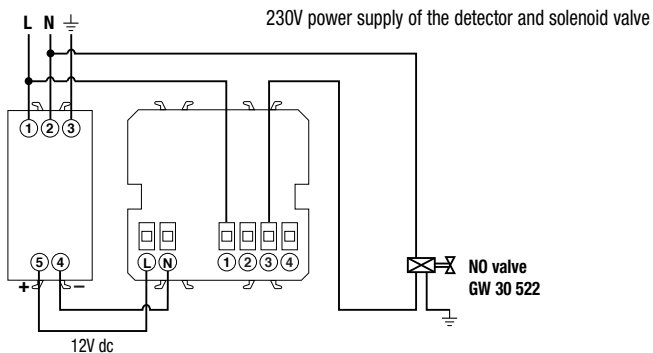 230V power supply of the detector and solenoid valve
L N
1 2 3
5 4
+ −
L N 1 2 3 4
NO valve
GW 30 522
12V dc